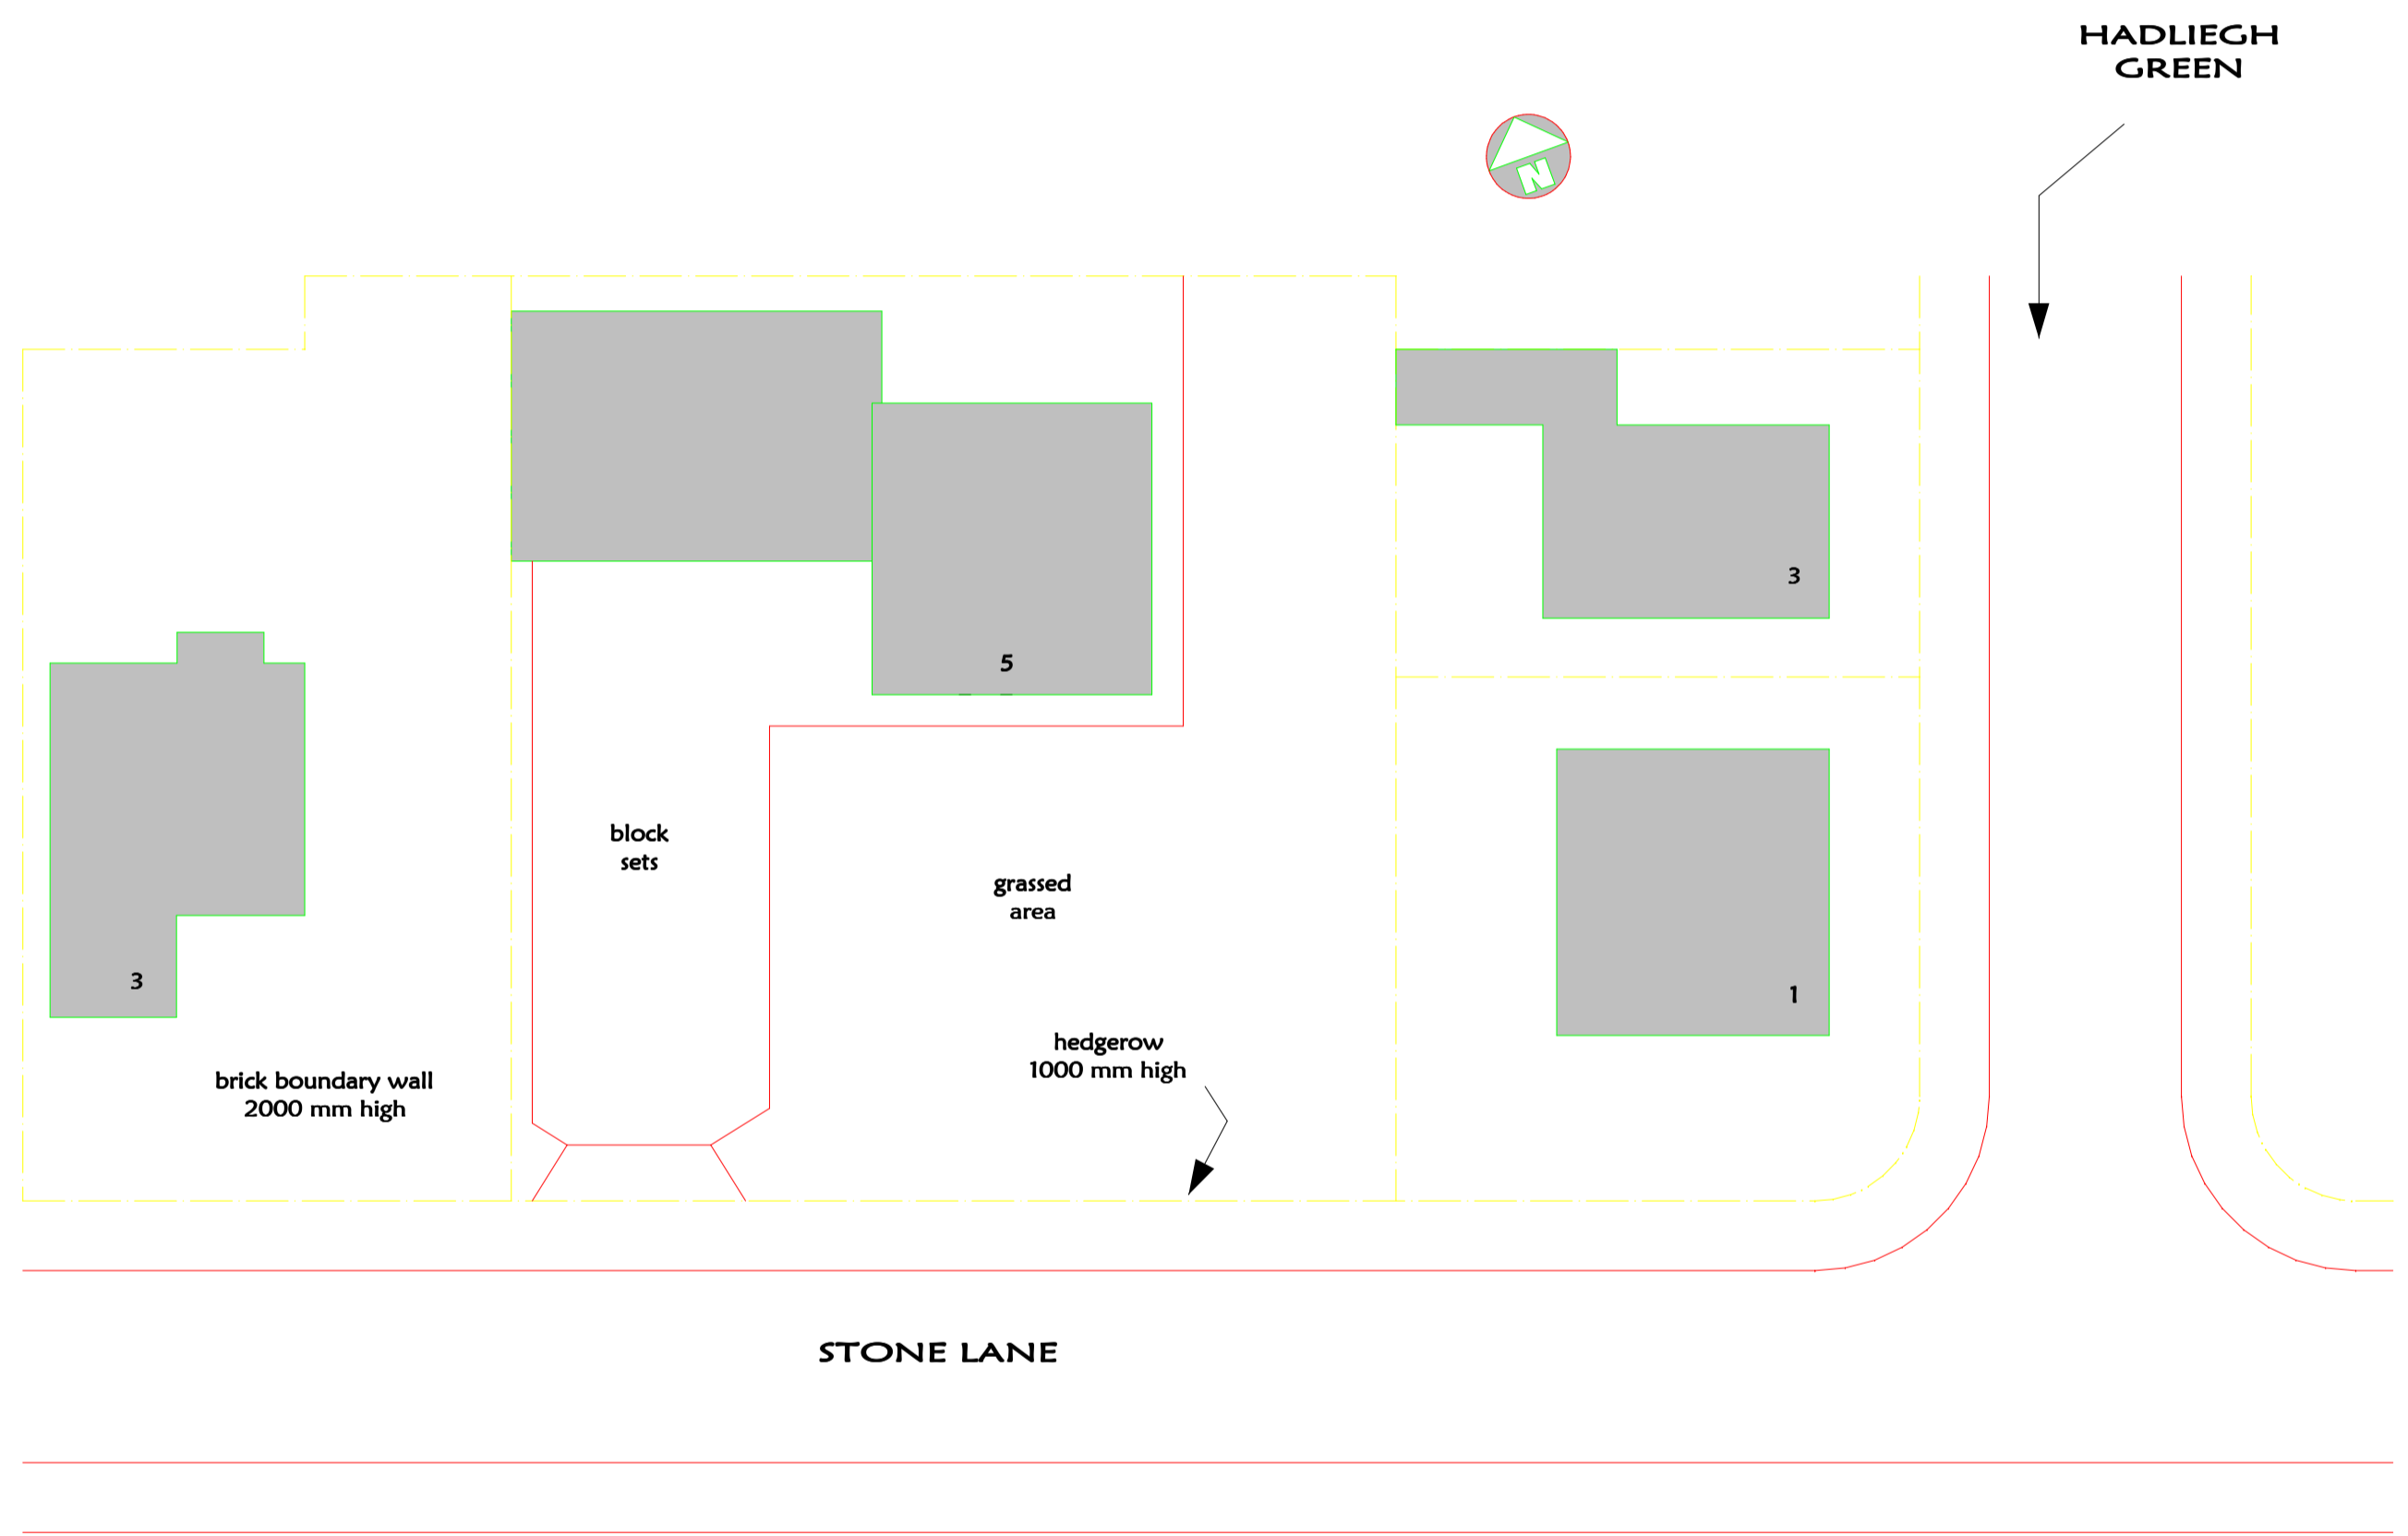 HADLIEGH
GREEN
N
3
5
block
sets
grassed
area
3
1
hedgerow
1000 mm high
brick boundary wall
2000 mm high
STONE LANE